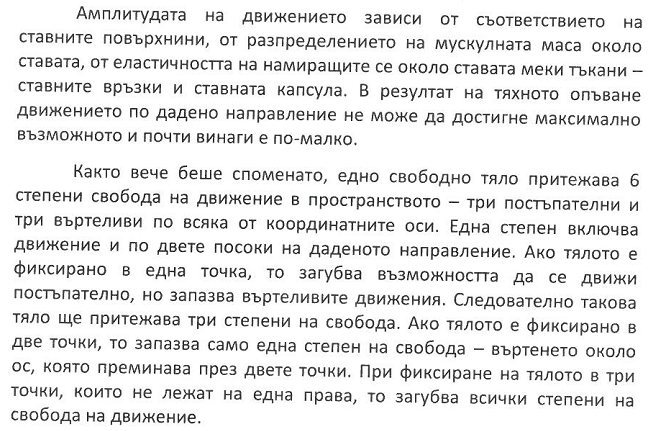 Амплитудата на движението зависи от съответствието на
ставните повърхнини, от разпределението на мускулната маса около
ставата, от еластичността на намиращите се около ставата меки тъкани –
ставните връзки и ставната капсула. В резултат на тяхното опъване
движението по дадено направление не може да достигне максимално
възможното и почти винаги е по-малко.
Както вече беше споменато, едно свободно тяло притежава 6
степени свобода на движение в пространството – три постъпателни и
три въртеливи по всяка от координатните оси. Една степен включва
движение и по двете посоки на даденото направление. Ако тялото е
фиксирано в една точка, то загубва възможността да се движи
постъпателно, но запазва въртеливите движения. Следователно такова
тяло ще притежава три степени на свобода. Ако тялото е фиксирано в
две точки, то запазва само една степен на свобода – въртенето около
ос, която преминава през двете точки. При фиксиране на тялото в три
точки, които не лежат на една права, то загубва всички степени на
свобода на движение.